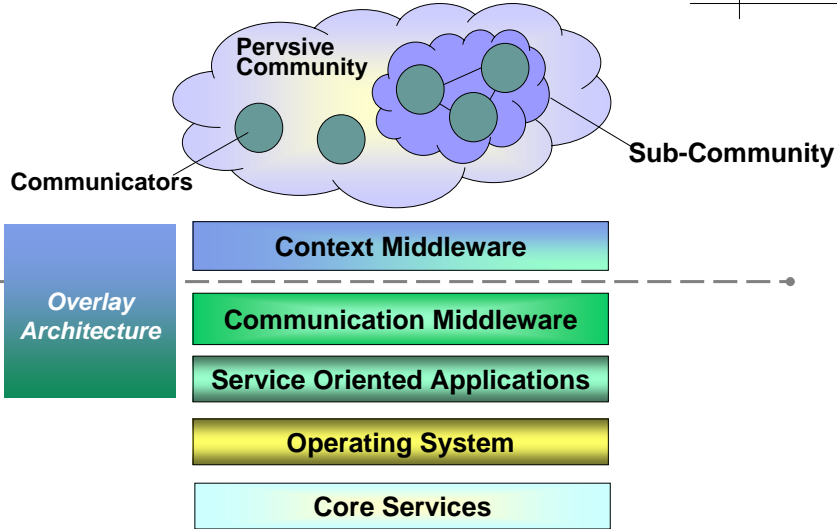 Pervsive
Community
Sub-Community
Communicators
Context Middleware
Overlay
Architecture
Communication Middleware
Service Oriented Applications
Operating System
Core Services